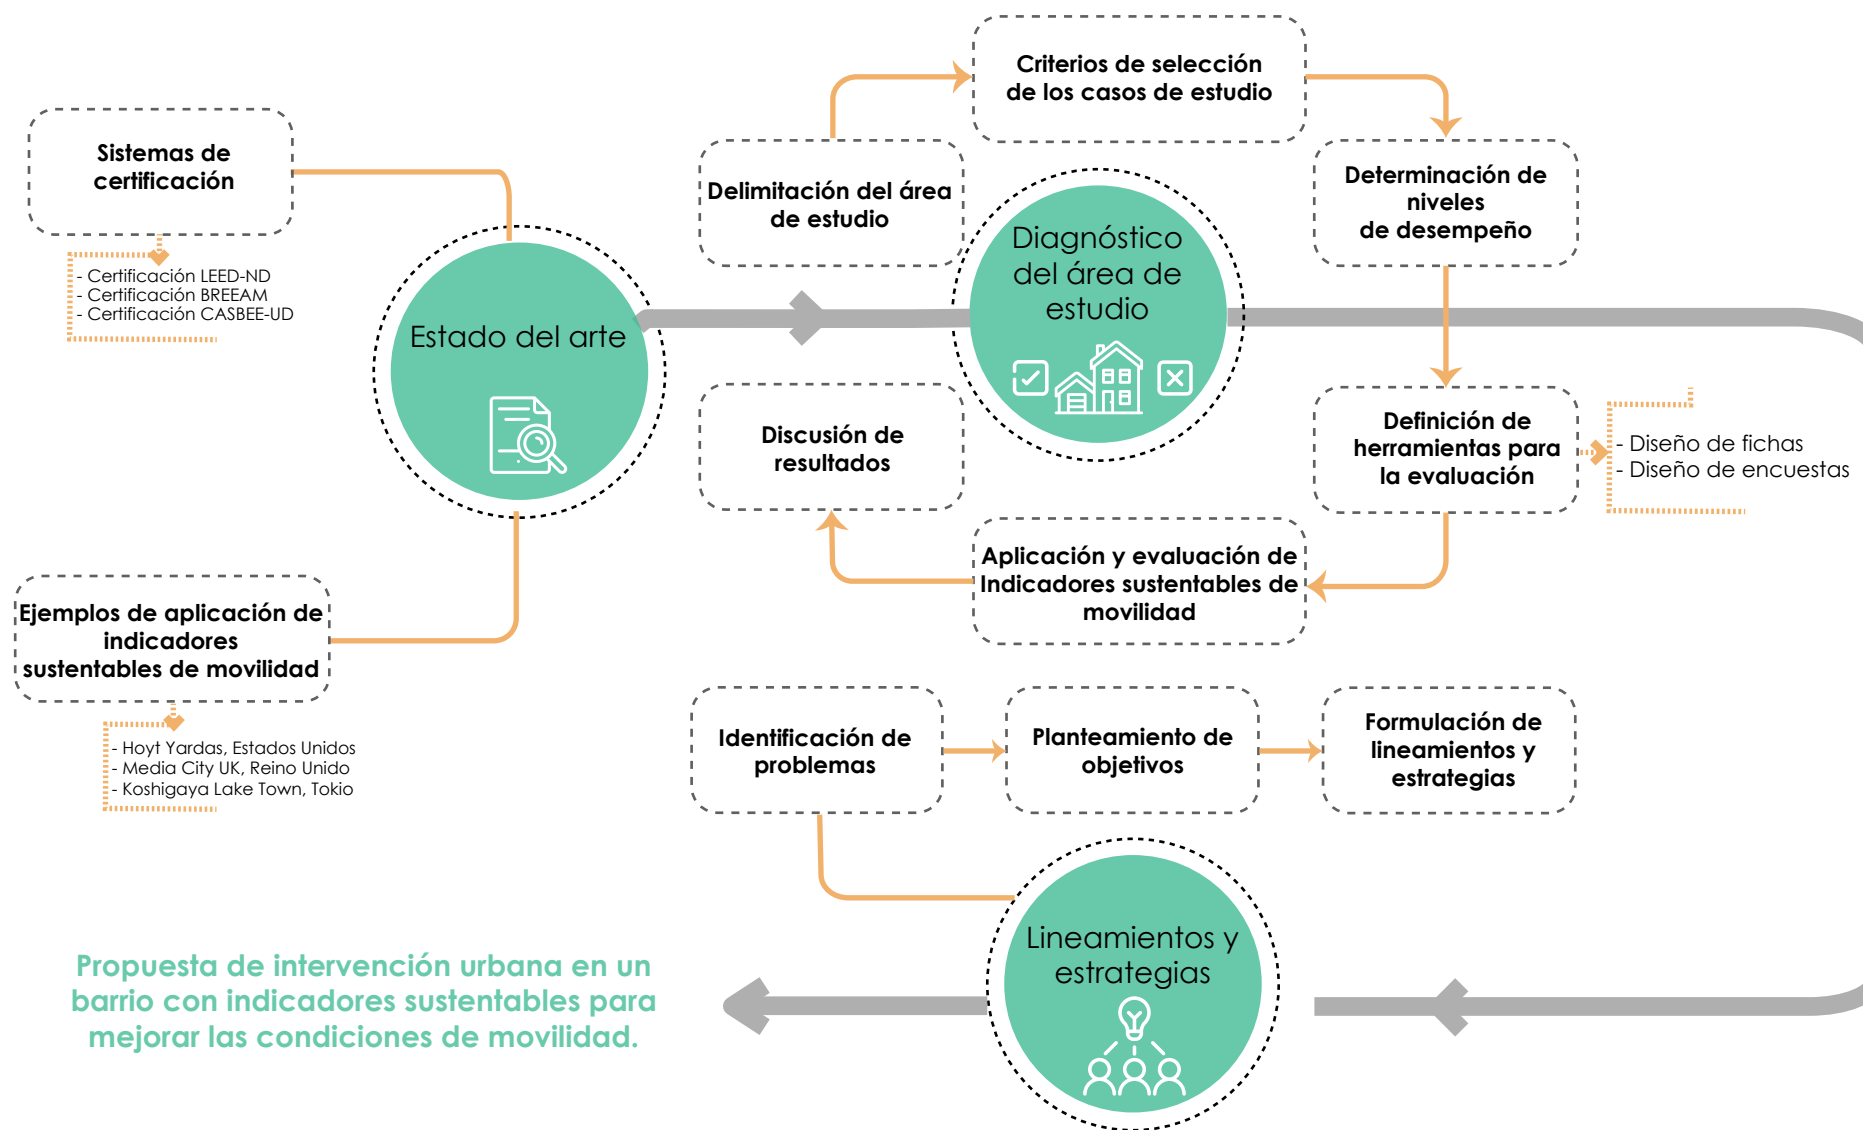 Sistemas de
certificación
- Certificación LEED-ND
- Certificación BREEAM
- Certificación CASBEE-UD
Estado del arte
Ejemplos de aplicación de
indicadores
sustentables de movilidad
- Hoyt Yardas, Estados Unidos
- Media City UK, Reino Unido
- Koshigaya Lake Town, Tokio
Delimitación del área
de estudio
Criterios de selección
de los casos de estudio
Determinación de
niveles
de desempeño
Diagnóstico
del área de
estudio
Definición de
herramientas para
la evaluación
- Diseño de fichas
- Diseño de encuestas
Aplicación y evaluación de
Indicadores sustentables de
movilidad
Discusión de
resultados
Identificación de
problemas
Planteamiento de
objetivos
Formulación de
lineamientos y
estrategias
Lineamientos y
estrategias
Propuesta de intervención urbana en un
barrio con indicadores sustentables para
mejorar las condiciones de movilidad.